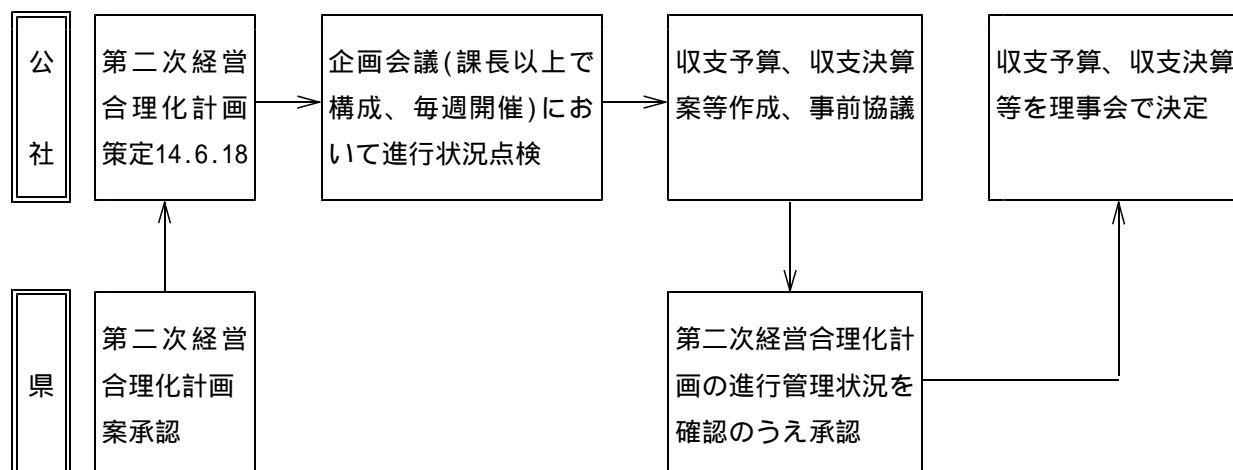 公
社
第二次経営
合理化計画
策定14.6.18
企画会議(課長以上で
構成、毎週開催)にお
いて進行状況点検
収支予算、収支決算
案等作成、事前協議
収支予算、収支決算
等を理事会で決定
県
第二次経営
合理化計画
案承認
第二次経営合理化計
画の進行管理状況を
確認のうえ承認